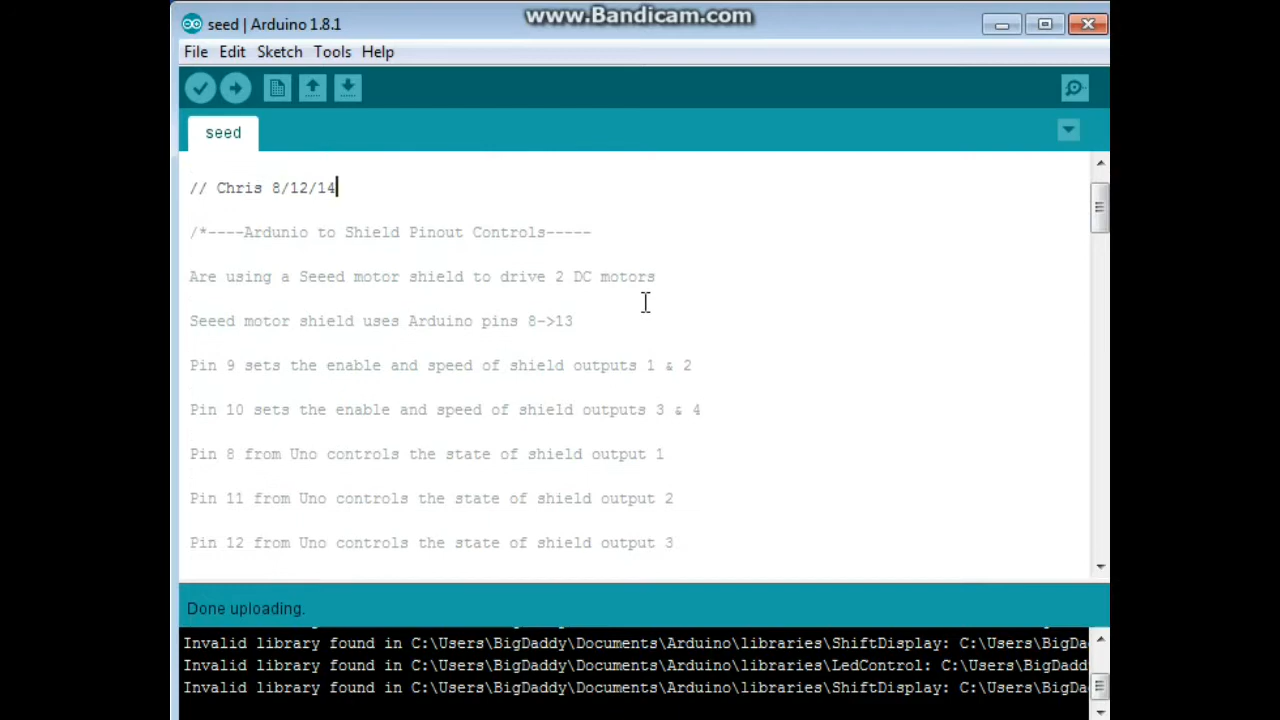 www.Bandicam.com
seed | Arduino 1.8.1
File Edit Sketch Tools Help
seed
// Chris 8/12/14
/*----Ardunio to Shield Pinout Controls-----
Are using a Seeed motor shield to drive 2 DC motors
Seeed motor shield uses Arduino pins 8->13
Pin 9 sets the enable and speed of shield outputs 1 & 2
Pin 10 sets the enable and speed of shield outputs 3 & 4
Pin 8 from Uno controls the state of shield output 1
Pin 11 from Uno controls the state of shield output 2
Pin 12 from Uno controls the state of shield output 3
Done uploading.
Invalid library found in C:\Users\BigDaddy\Documents\Arduino\libraries\ShiftDisplay: C:\Users\BigDa
Invalid library found in C:\Users\BigDaddy\Documents\Arduino\libraries\LedControl: C:\Users\BigDadd
Invalid library found in C:\Users\BigDaddy\Documents\Arduino\libraries\ShiftDisplay: C:\Users\BigDa